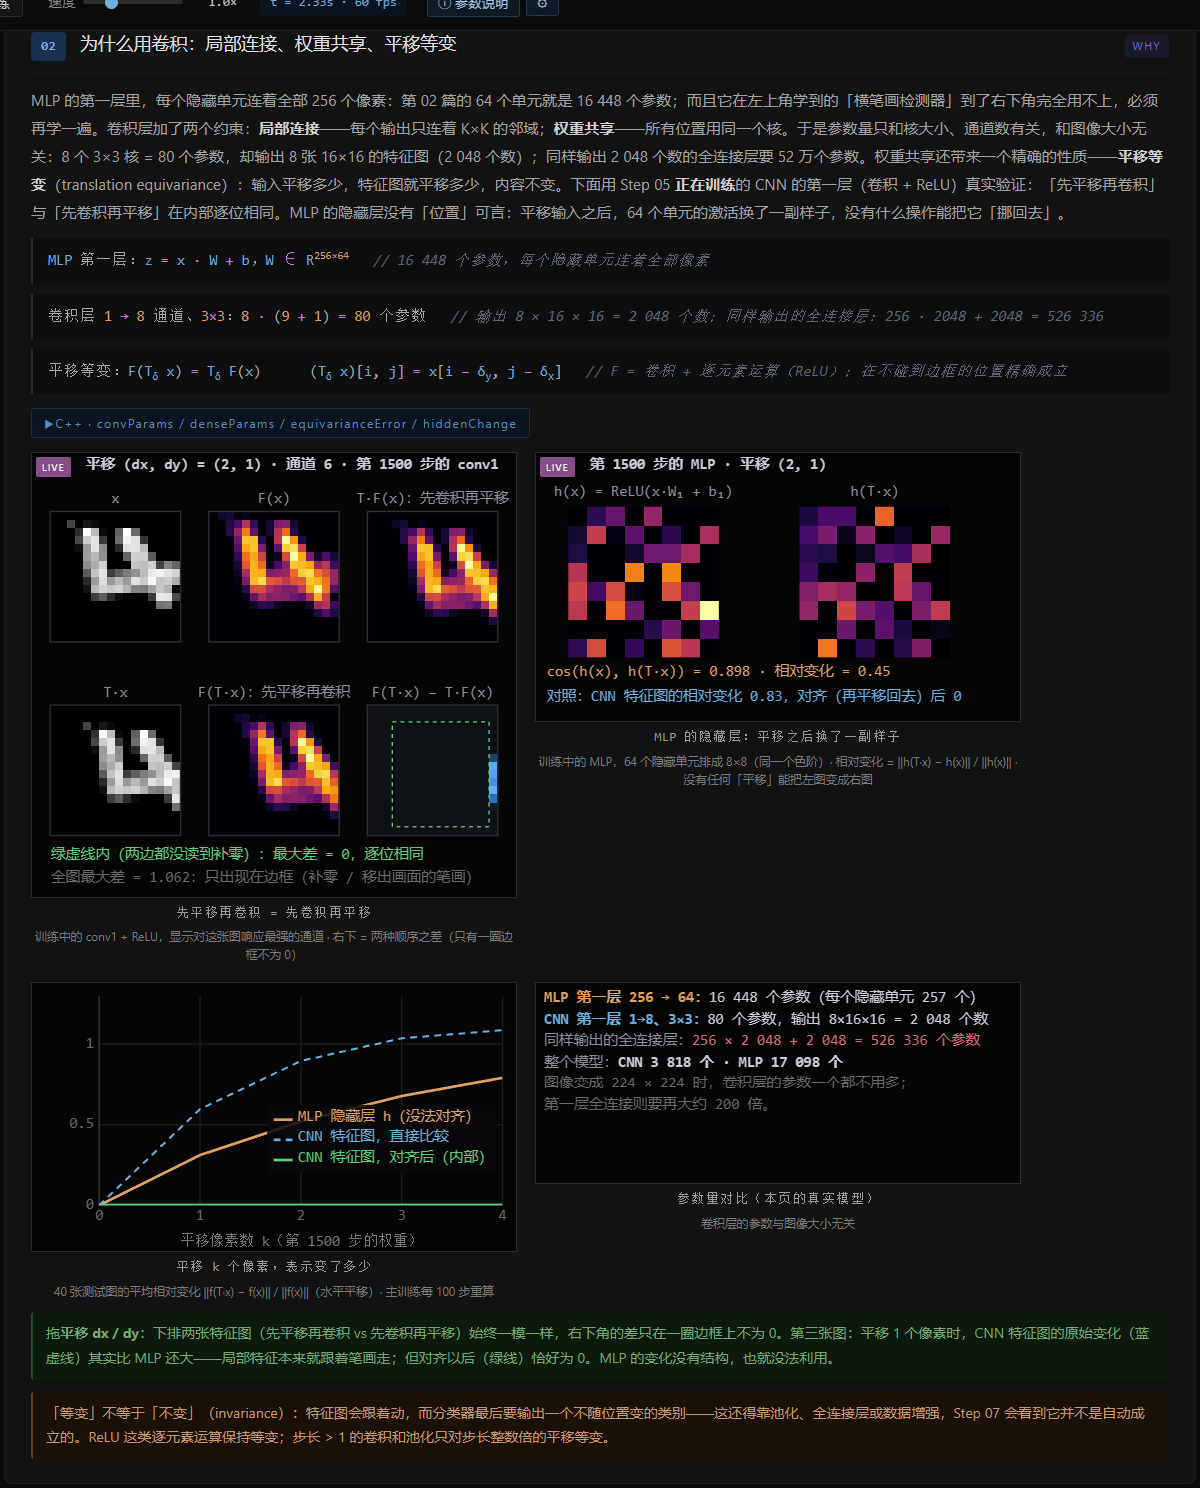 练 速度 1.0x t = 2.33s · 60 fps ⓘ 参数说明 ⚙
02 为什么用卷积：局部连接、权重共享、平移等变 WHY
MLP 的第一层里，每个隐藏单元连着全部 256 个像素：第 02 篇的 64 个单元就是 16 448 个参数；而且它在左上角学到的「横笔画检测器」到了右下角完全用不上，必须
再学一遍。卷积层加了两个约束：局部连接——每个输出只连着 K×K 的邻域；权重共享——所有位置用同一个核。于是参数量只和核大小、通道数有关，和图像大小无
关：8 个 3×3 核 = 80 个参数，却输出 8 张 16×16 的特征图（2 048 个数）；同样输出 2 048 个数的全连接层要 52 万个参数。权重共享还带来一个精确的性质——平移等
变（translation equivariance）：输入平移多少，特征图就平移多少，内容不变。下面用 Step 05 正在训练的 CNN 的第一层（卷积 + ReLU）真实验证：「先平移再卷积」
与「先卷积再平移」在内部逐位相同。MLP 的隐藏层没有「位置」可言：平移输入之后，64 个单元的激活换了一副样子，没有什么操作能把它「挪回去」。
MLP 第一层：z = x · W + b，W ∈ R256×64 // 16 448 个参数，每个隐藏单元连着全部像素
卷积层 1 → 8 通道、3×3：8 · (9 + 1) = 80 个参数 // 输出 8 × 16 × 16 = 2 048 个数；同样输出的全连接层：256 · 2048 + 2048 = 526 336
平移等变：F(Tδ x) = Tδ F(x) (Tδ x)[i, j] = x[i − δy, j − δx] // F = 卷积 + 逐元素运算（ReLU）；在不碰到边框的位置精确成立
▶C++ · convParams / denseParams / equivarianceError / hiddenChange
LIVE 平移 (dx, dy) = (2, 1) · 通道 6 · 第 1500 步的 conv1
x F(x) T·F(x)：先卷积再平移
T·x F(T·x)：先平移再卷积 F(T·x) − T·F(x)
绿虚线内（两边都没读到补零）：最大差 = 0，逐位相同
全图最大差 = 1.062：只出现在边框（补零 / 移出画面的笔画）
先平移再卷积 = 先卷积再平移
训练中的 conv1 + ReLU，显示对这张图响应最强的通道 · 右下 = 两种顺序之差（只有一圈边
框不为 0）
LIVE 第 1500 步的 MLP · 平移 (2, 1)
h(x) = ReLU(x·W₁ + b₁) h(T·x)
cos(h(x), h(T·x)) = 0.898 · 相对变化 = 0.45
对照：CNN 特征图的相对变化 0.83，对齐（再平移回去）后 0
MLP 的隐藏层：平移之后换了一副样子
训练中的 MLP，64 个隐藏单元排成 8×8（同一个色阶）· 相对变化 = ||h(T·x) − h(x)|| / ||h(x)|| ·
没有任何「平移」能把左图变成右图
1
0.5
0
0 1 2 3 4
MLP 隐藏层 h（没法对齐）
CNN 特征图，直接比较
CNN 特征图，对齐后（内部）
平移像素数 k（第 1500 步的权重）
平移 k 个像素，表示变了多少
40 张测试图的平均相对变化 ||f(T·x) − f(x)|| / ||f(x)||（水平平移）· 主训练每 100 步重算
MLP 第一层 256 → 64：16 448 个参数（每个隐藏单元 257 个）
CNN 第一层 1→8、3×3：80 个参数，输出 8×16×16 = 2 048 个数
同样输出的全连接层：256 × 2 048 + 2 048 = 526 336 个参数
整个模型：CNN 3 818 个 · MLP 17 098 个
图像变成 224 × 224 时，卷积层的参数一个都不用多；
第一层全连接则要再大约 200 倍。
参数量对比（本页的真实模型）
卷积层的参数与图像大小无关
拖平移 dx / dy：下排两张特征图（先平移再卷积 vs 先卷积再平移）始终一模一样，右下角的差只在一圈边框上不为 0。第三张图：平移 1 个像素时，CNN 特征图的原始变化（蓝
虚线）其实比 MLP 还大——局部特征本来就跟着笔画走；但对齐以后（绿线）恰好为 0。MLP 的变化没有结构，也就没法利用。
「等变」不等于「不变」（invariance）：特征图会跟着动，而分类器最后要输出一个不随位置变的类别——这还得靠池化、全连接层或数据增强，Step 07 会看到它并不是自动成
立的。ReLU 这类逐元素运算保持等变；步长 > 1 的卷积和池化只对步长整数倍的平移等变。